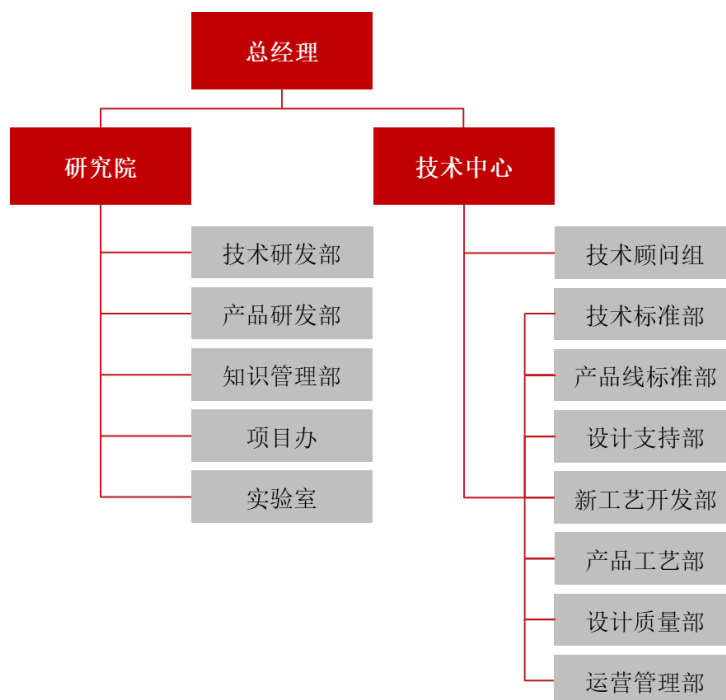 总经理
研究院
技术中心
技术研发部
产品研发部
知识管理部
项目办
实验室
技术顾问组
技术标准部
产品线标准部
设计支持部
新工艺开发部
产品工艺部
设计质量部
运营管理部